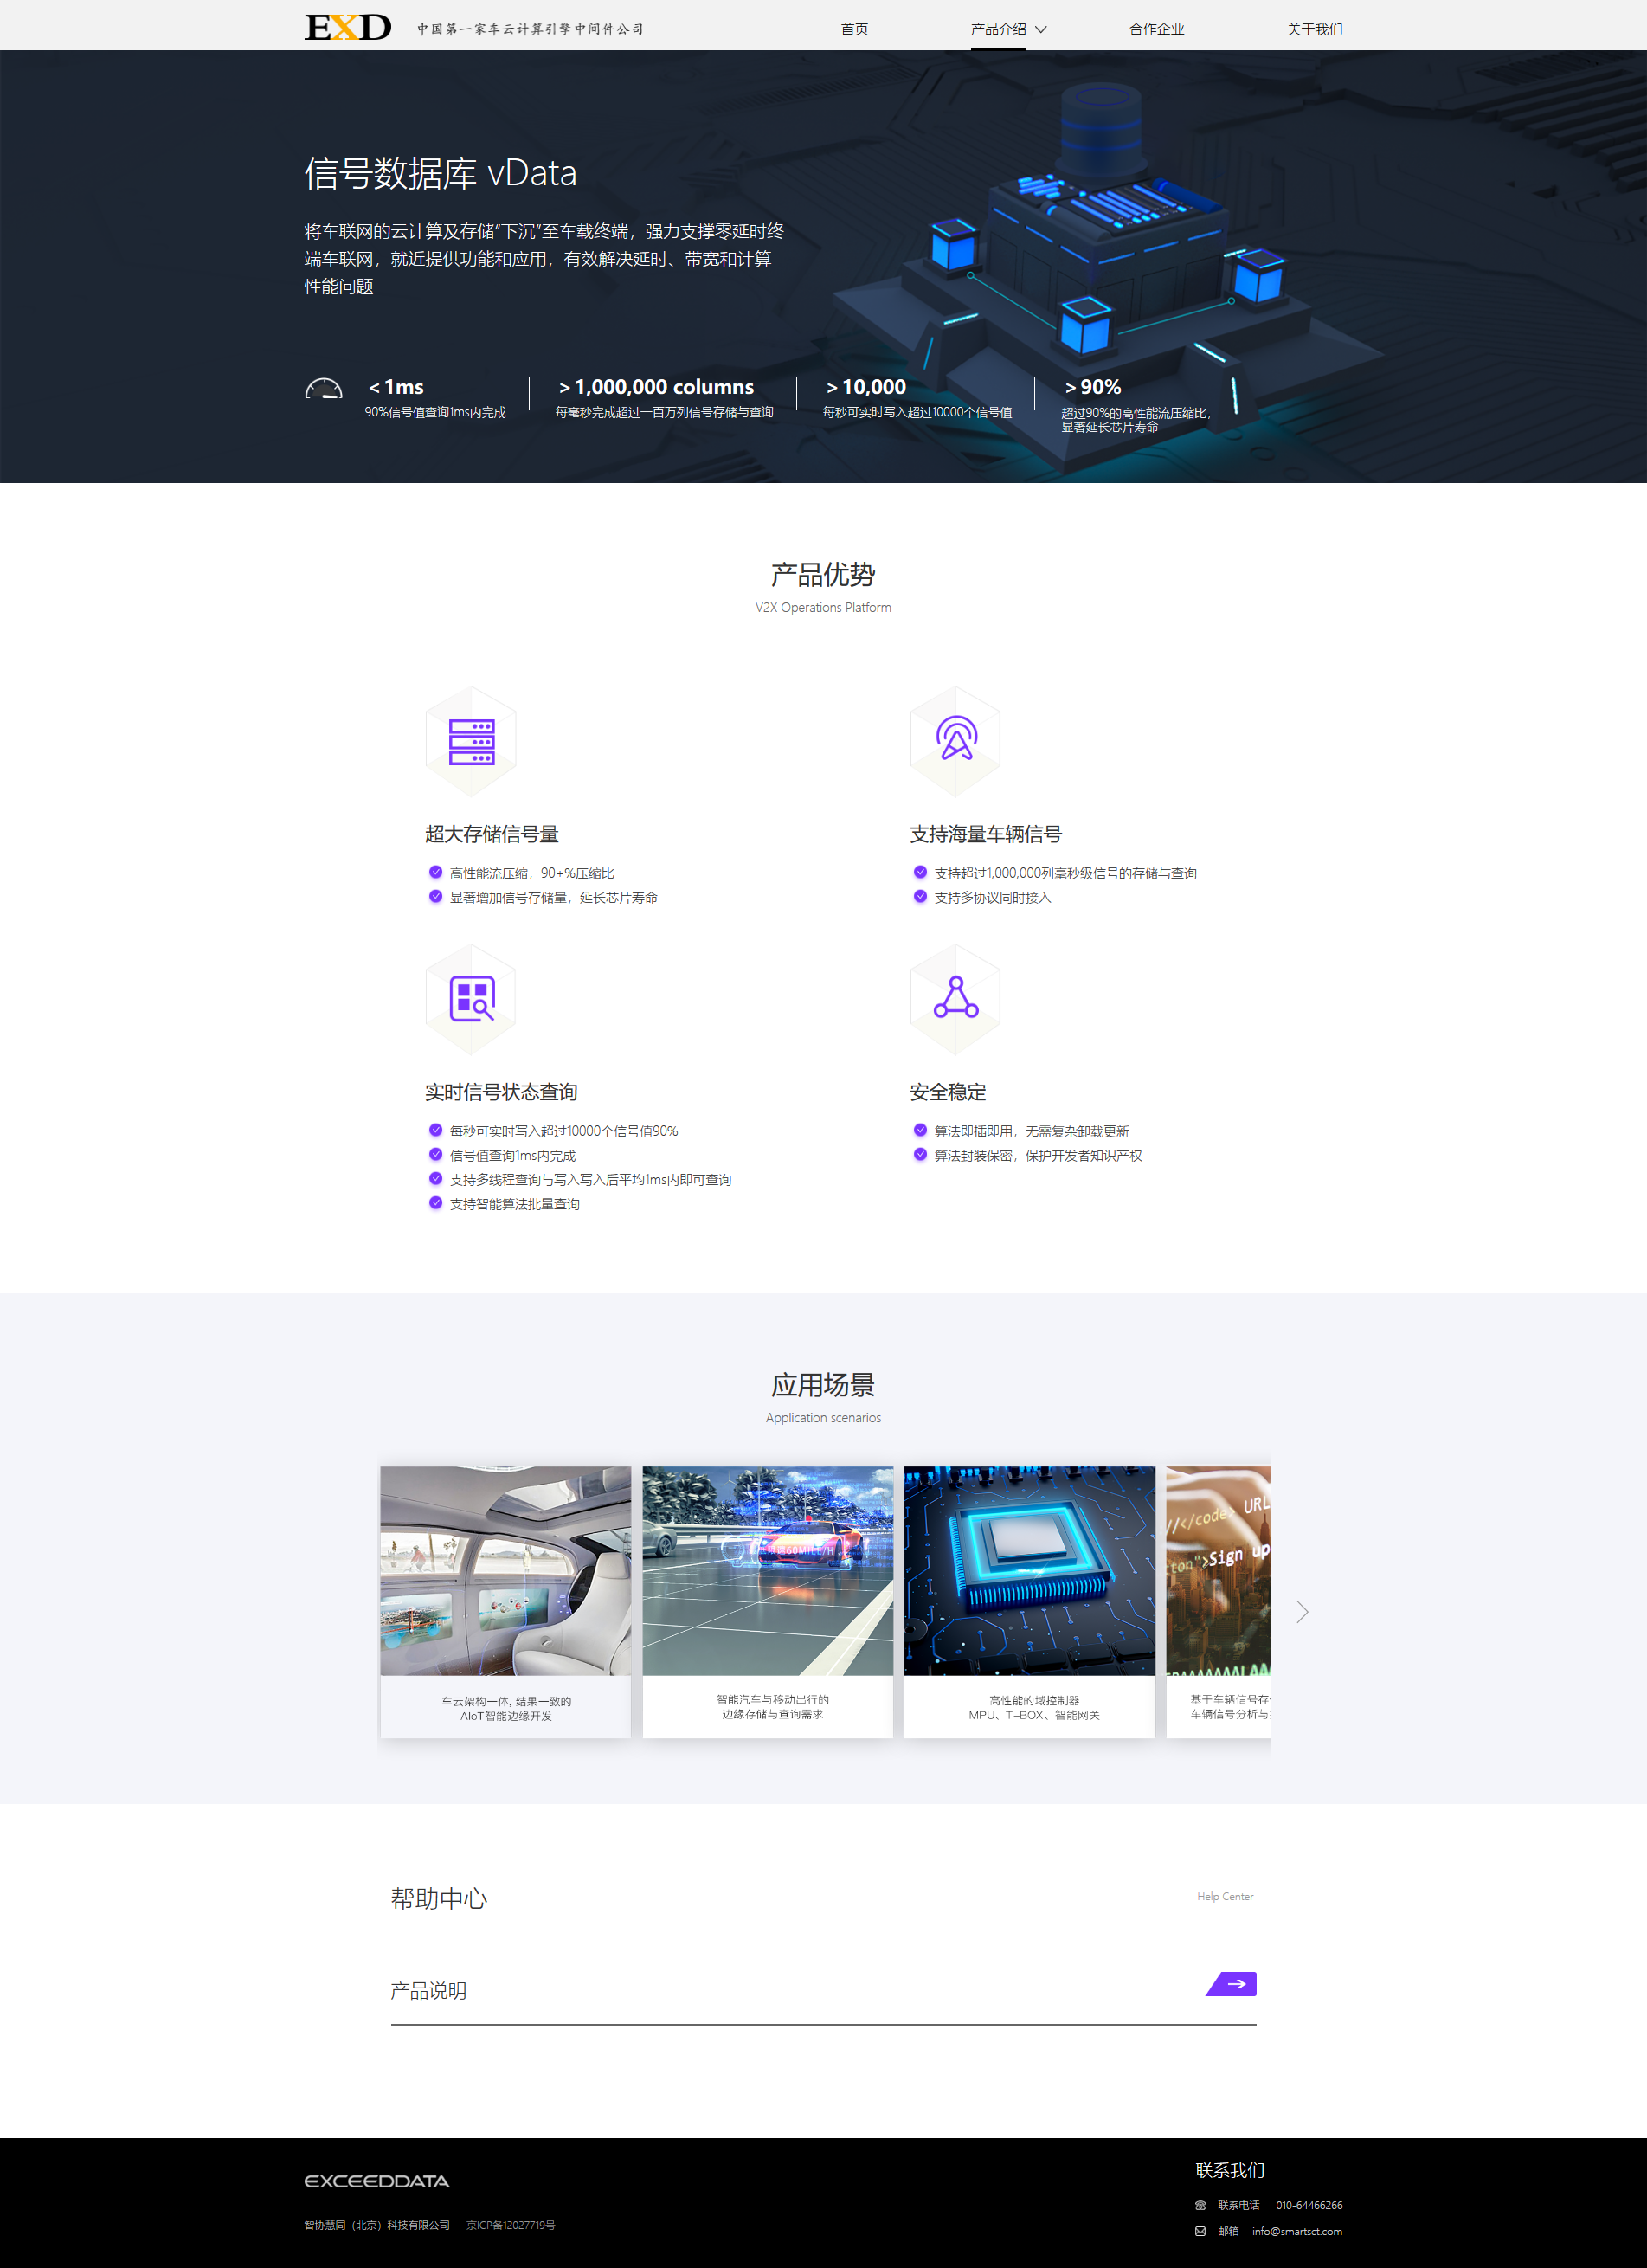 EXD 中国第一家车云计算引擎中间件公司 首页 产品介绍 合作企业 关于我们
信号数据库 vData
将车联网的云计算及存储“下沉”至车载终端，强力支撑零延时终
端车联网，就近提供功能和应用，有效解决延时、带宽和计算
性能问题
＜1ms
90%信号值查询1ms内完成
＞1,000,000 columns
每毫秒完成超过一百万列信号存储与查询
＞10,000
每秒可实时写入超过10000个信号值
＞90%
超过90%的高性能流压缩比，
显著延长芯片寿命
产品优势
V2X Operations Platform
超大存储信号量
高性能流压缩，90+%压缩比
显著增加信号存储量，延长芯片寿命
支持海量车辆信号
支持超过1,000,000列毫秒级信号的存储与查询
支持多协议同时接入
实时信号状态查询
每秒可实时写入超过10000个信号值90%
信号值查询1ms内完成
支持多线程查询与写入写入后平均1ms内即可查询
支持智能算法批量查询
安全稳定
算法即插即用，无需复杂卸载更新
算法封装保密，保护开发者知识产权
应用场景
Application scenarios
60MILE/H
//</code> URL
ton">Sign up
车云架构一体, 结果一致的
AIoT智能边缘开发
智能汽车与移动出行的
边缘存储与查询需求
高性能的域控制器
MPU、T-BOX、智能网关
基于车辆信号存
车辆信号分析与
帮助中心
Help Center
产品说明
EXCEEDDATA
智协慧同（北京）科技有限公司 京ICP备12027719号
联系我们
联系电话 010-64466266
邮箱 info@smartsct.com